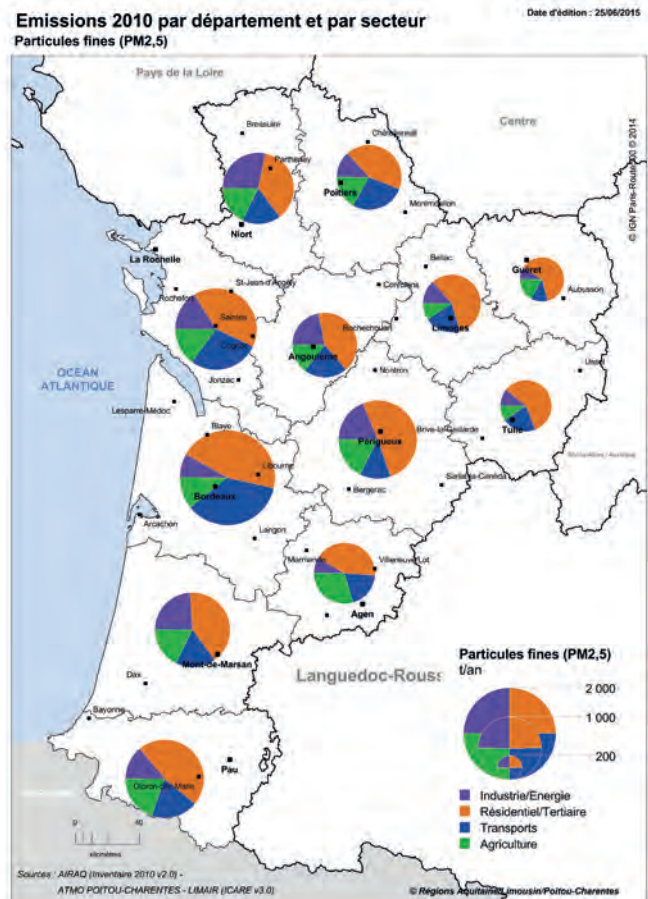 Emissions 2010 par département et par secteur
Date d'édition : 25/06/2015
Particules fines (PM2,5)
Pays de la Loire
Centre
© IGN Paris-Route 500 © 2014
Bressuire
Châtellerault
Parthenay
Poitiers
Montmorillon
Niort
La Rochelle
Bellac
Guéret
Rochefort
St-Jean-d'Angély
Confolens
Aubusson
Saintes
Rochechouart
Limoges
Cognac
Angoulême
Ussel
OCEAN
ATLANTIQUE
Jonzac
Nontron
Lesparre-Médoc
Tulle
Blaye
Périgueux
Brive-la-Gaillarde
Libourne
Bordeaux
Bergerac
Sarlat-la-Canéda
Arcachon
Langon
Marmande
Villeneuve/Lot
Agen
Mont-de-Marsan
Dax
Languedoc-Rouss
Bayonne
Pau
Oloron-Ste-Marie
Particules fines (PM2,5)
t/an
2 000
1 000
200
Industrie/Energie
Résidentiel/Tertiaire
Transports
Agriculture
0 40
kilomètres
Sources : AIRAQ (Inventaire 2010 v2.0) -
ATMO POITOU-CHARENTES - LIMAIR (ICARE v3.0)
© Régions Aquitaine/Limousin/Poitou-Charentes